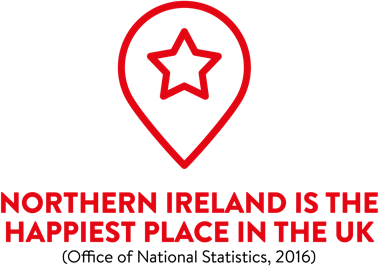 NORTHERN IRELAND IS THE
HAPPIEST PLACE IN THE UK
(Office of National Statistics, 2016)